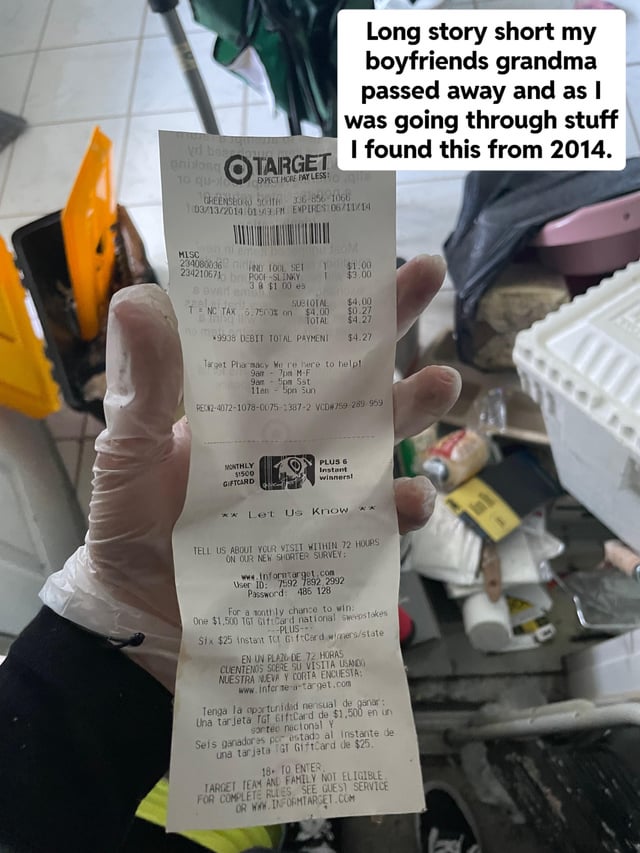 Long story short my
boyfriends grandma
passed away and as I
was going through stuff
I found this from 2014.
TARGET
EXPECT MORE PAY LESS
GREENSBORO SOUTH 336-856-1066
03/13/2014 01:49 PM EXPIRES 06/11/14
MISC
234080806 AND TOOL SET $1.00
234210671 POOF-SLINKY $3.00
3 @ $1.00 ea
SUBTOTAL $4.00
T = NC TAX 6.7500% on $4.00 $0.27
TOTAL $4.27
*9938 DEBIT TOTAL PAYMENT $4.27
Target Pharmacy We're here to help!
9am - 7pm M-F
9am - 5pm Sat
11am - 5pm Sun
REC#2-4072-1078-0075-1387-2 VCD#759-289-959
MONTHLY
$1500
GIFTCARD
PLUS 6
Instant
winners!
** Let Us Know **
TELL US ABOUT YOUR VISIT WITHIN 72 HOURS
ON OUR NEW SHORTER SURVEY:
www.informtarget.com
User ID: 7592 7892 2992
Password: 486 128
For a monthly chance to win:
One $1,500 TGT GiftCard national sweepstakes
---PLUS---
Six $25 instant TGT GiftCard winners/state
EN UN PLAZO DE 72 HORAS
CUENTENOS SOBRE SU VISITA USANDO
NUESTRA NUEVA Y CORTA ENCUESTA:
www.informe-a-target.com
Tenga la oportunidad mensual de ganar:
Una tarjeta TGT GiftCard de $1,500 en un
sorteo nacional Y
Seis ganadores por estado al instante de
una tarjeta TGT GiftCard de $25.
18+ TO ENTER.
TARGET TEAM AND FAMILY NOT ELIGIBLE.
FOR COMPLETE RULES, SEE GUEST SERVICE
OR WWW.INFORMTARGET.COM